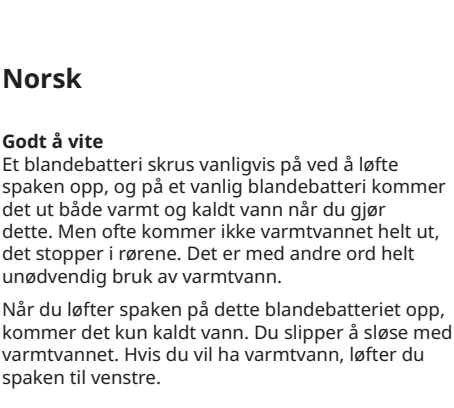 Norsk
Godt å vite
Et blandebatteri skrus vanligvis på ved å løfte
spaken opp, og på et vanlig blandebatteri kommer
det ut både varmt og kaldt vann når du gjør
dette. Men ofte kommer ikke varmtvannet helt ut,
det stopper i rørene. Det er med andre ord helt
unødvendig bruk av varmtvann.
Når du løfter spaken på dette blandebatteriet opp,
kommer det kun kaldt vann. Du slipper å sløse med
varmtvannet. Hvis du vil ha varmtvann, løfter du
spaken til venstre.